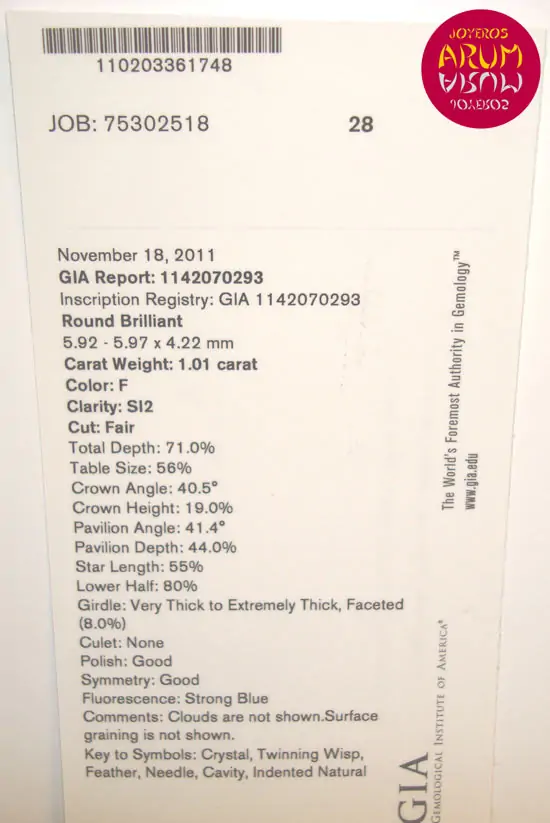 JOYEROS
ARUM
ARUM
JOYEROS
110203361748
JOB: 75302518 28
November 18, 2011
GIA Report: 1142070293
Inscription Registry: GIA 1142070293
Round Brilliant
5.92 - 5.97 x 4.22 mm
Carat Weight: 1.01 carat
Color: F
Clarity: SI2
Cut: Fair
Total Depth: 71.0%
Table Size: 56%
Crown Angle: 40.5°
Crown Height: 19.0%
Pavilion Angle: 41.4°
Pavilion Depth: 44.0%
Star Length: 55%
Lower Half: 80%
Girdle: Very Thick to Extremely Thick, Faceted
(8.0%)
Culet: None
Polish: Good
Symmetry: Good
Fluorescence: Strong Blue
Comments: Clouds are not shown.Surface
graining is not shown.
Key to Symbols: Crystal, Twinning Wisp,
Feather, Needle, Cavity, Indented Natural
The World's Foremost Authority in Gemology™
www.gia.edu
GIA
GEMOLOGICAL INSTITUTE OF AMERICA®